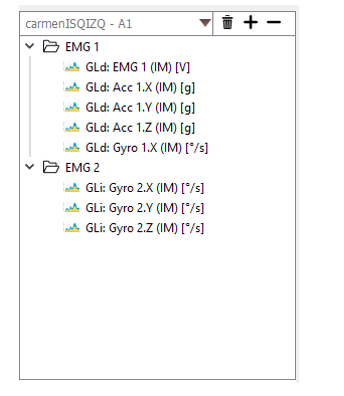 carmenISQIZQ - A1
EMG 1
GLd: EMG 1 (IM) [V]
GLd: Acc 1.X (IM) [g]
GLd: Acc 1.Y (IM) [g]
GLd: Acc 1.Z (IM) [g]
GLd: Gyro 1.X (IM) [°/s]
EMG 2
GLi: Gyro 2.X (IM) [°/s]
GLi: Gyro 2.Y (IM) [°/s]
GLi: Gyro 2.Z (IM) [°/s]